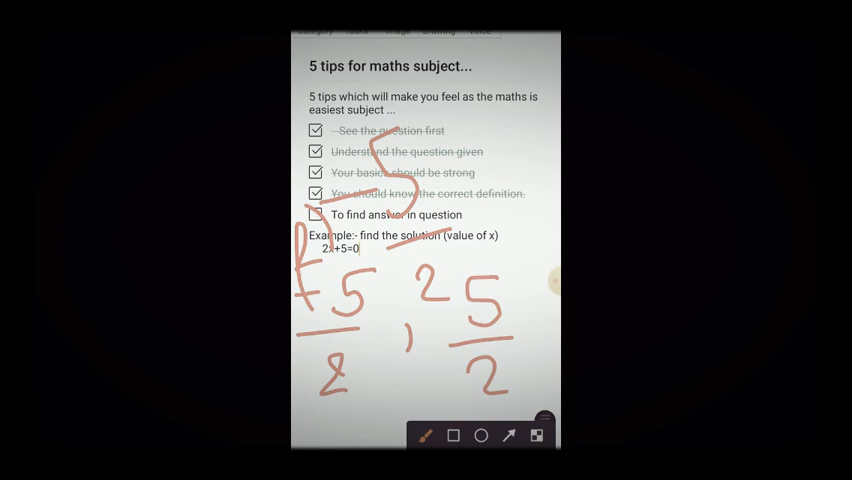 5 tips for maths subject...
5 tips which will make you feel as the maths is
easiest subject ...
See the question first
Understand the question given
Your basics should be strong
You should know the correct definition.
To find answer in question
Example:- find the solution (value of x)
2x+5=0
-5
2
+5 , 5
2 2